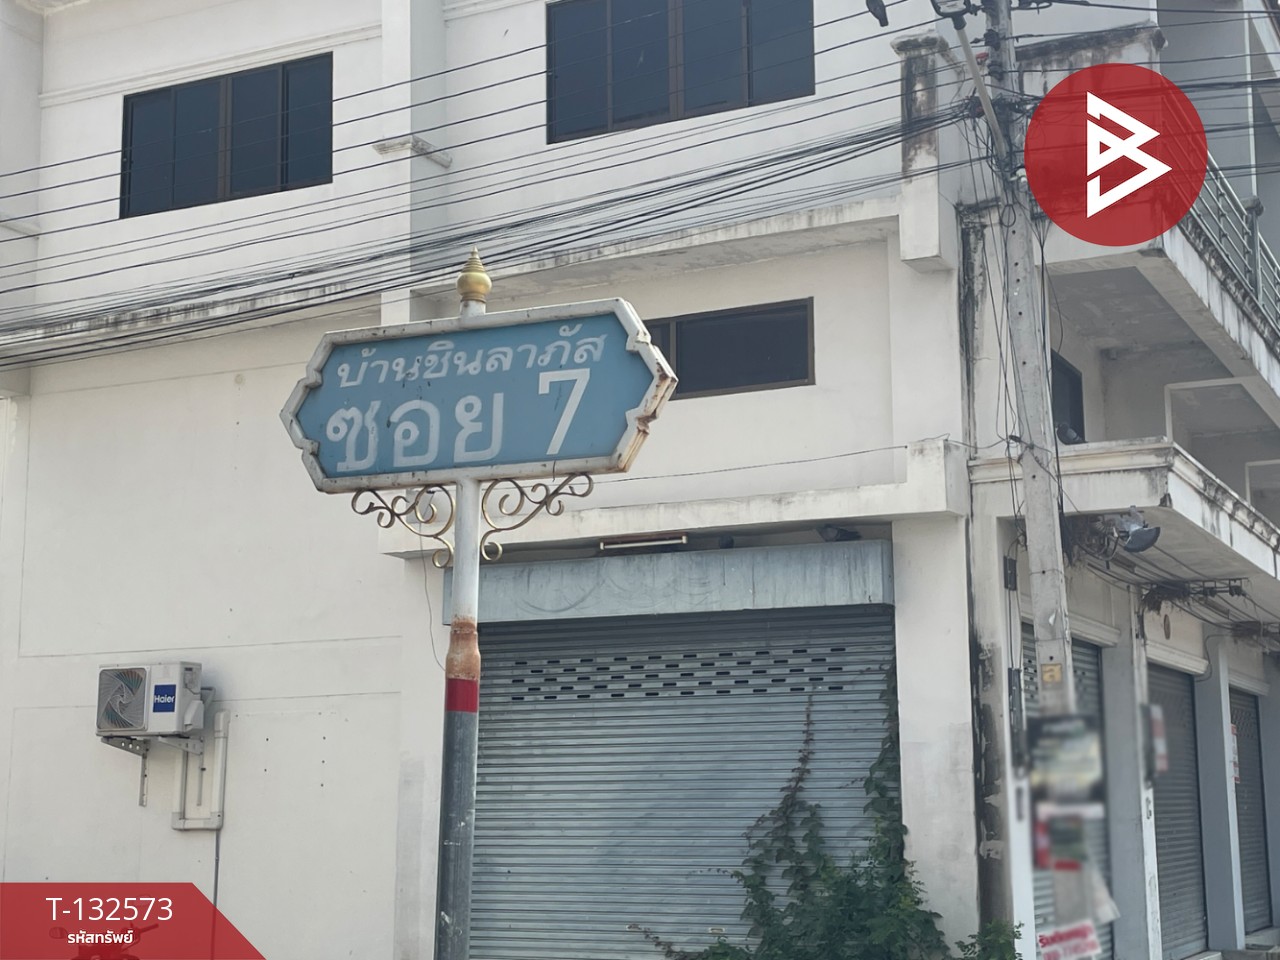 บ้านชินลาภัส
ซอย 7
Haier
T-132573
รหัสทรัพย์